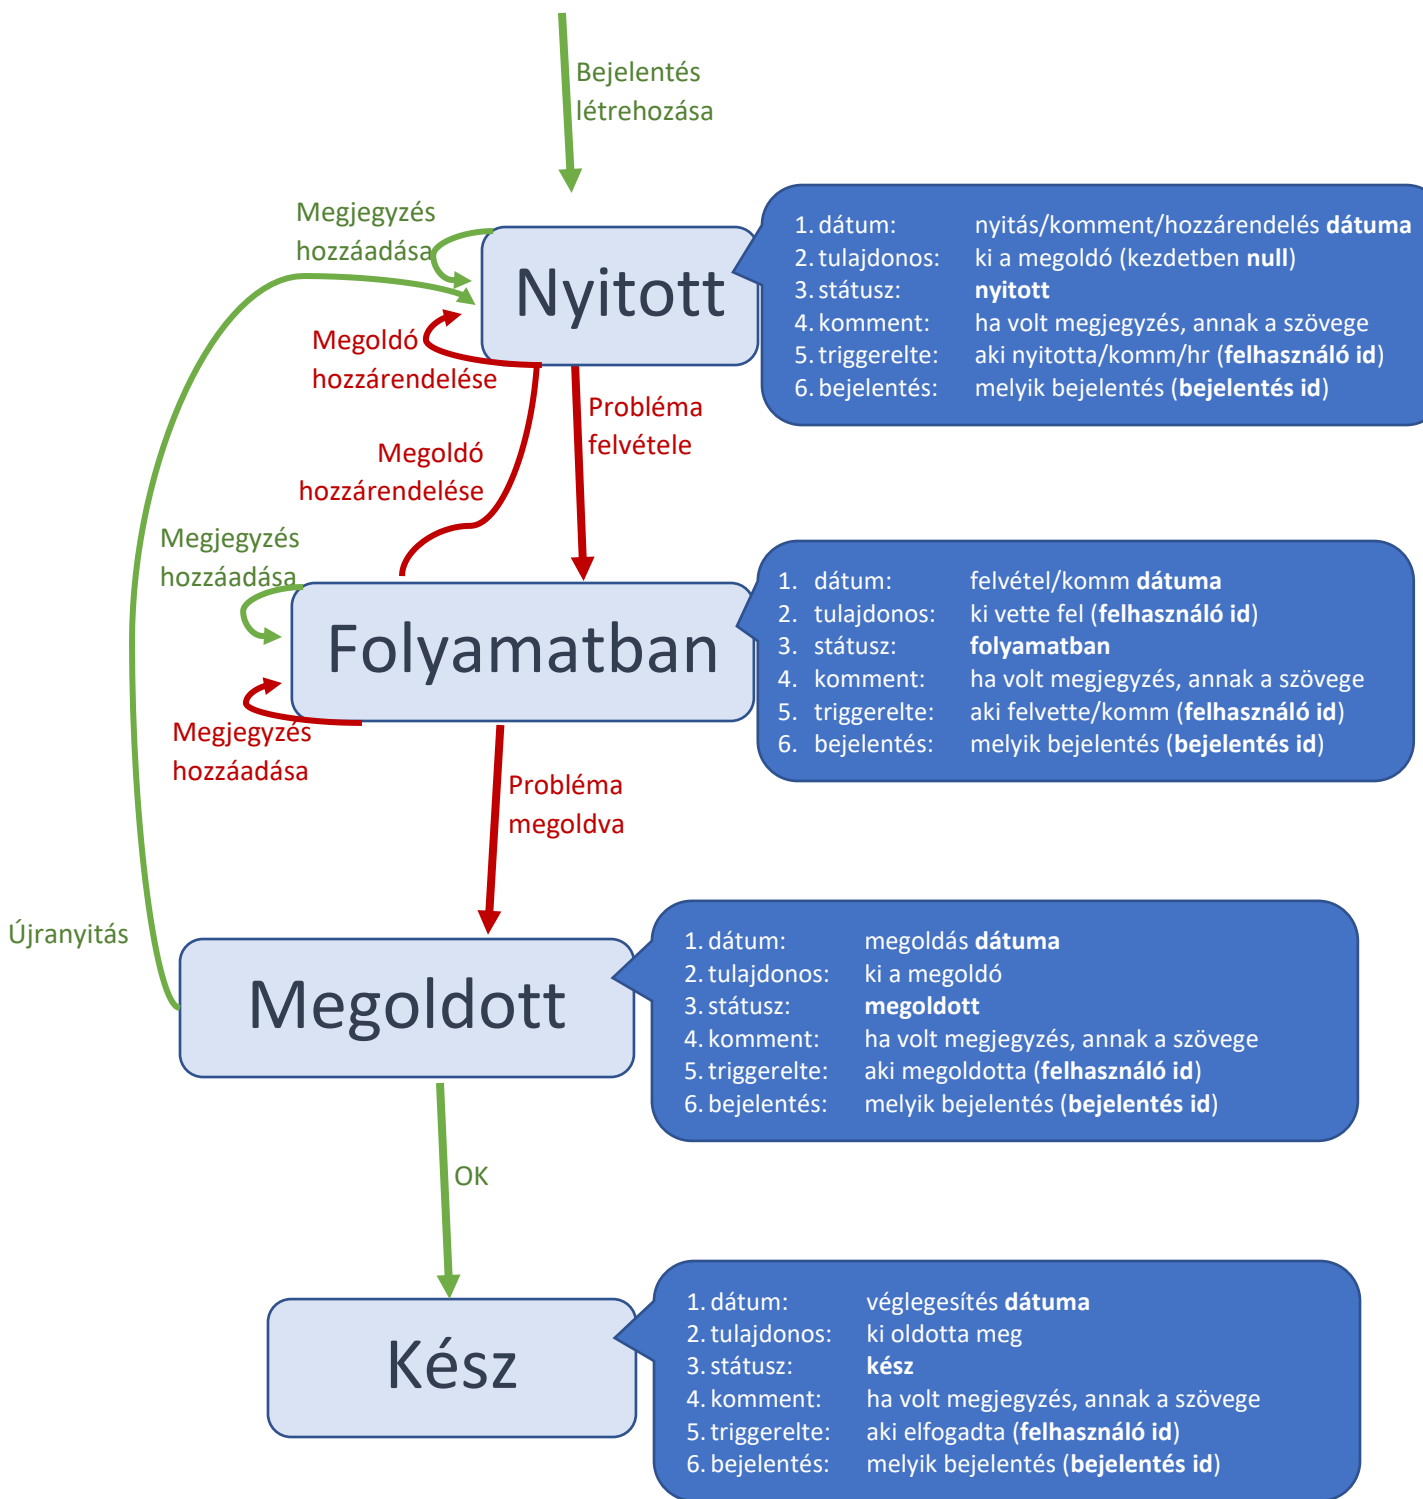 Bejelentés
létrehozása
Megjegyzés
hozzáadása
Nyitott
1. dátum: nyitás/komment/hozzárendelés dátuma
2. tulajdonos: ki a megoldó (kezdetben null)
3. státusz: nyitott
4. komment: ha volt megjegyzés, annak a szövege
5. triggerelte: aki nyitotta/komm/hr (felhasználó id)
6. bejelentés: melyik bejelentés (bejelentés id)
Megoldó
hozzárendelése
Probléma
felvétele
Megoldó
hozzárendelése
Megjegyzés
hozzáadása
Folyamatban
1. dátum: felvétel/komm dátuma
2. tulajdonos: ki vette fel (felhasználó id)
3. státusz: folyamatban
4. komment: ha volt megjegyzés, annak a szövege
5. triggerelte: aki felvette/komm (felhasználó id)
6. bejelentés: melyik bejelentés (bejelentés id)
Megjegyzés
hozzáadása
Probléma
megoldva
Újranyitás
Megoldott
1. dátum: megoldás dátuma
2. tulajdonos: ki a megoldó
3. státusz: megoldott
4. komment: ha volt megjegyzés, annak a szövege
5. triggerelte: aki megoldotta (felhasználó id)
6. bejelentés: melyik bejelentés (bejelentés id)
OK
Kész
1. dátum: véglegesítés dátuma
2. tulajdonos: ki oldotta meg
3. státusz: kész
4. komment: ha volt megjegyzés, annak a szövege
5. triggerelte: aki elfogadta (felhasználó id)
6. bejelentés: melyik bejelentés (bejelentés id)